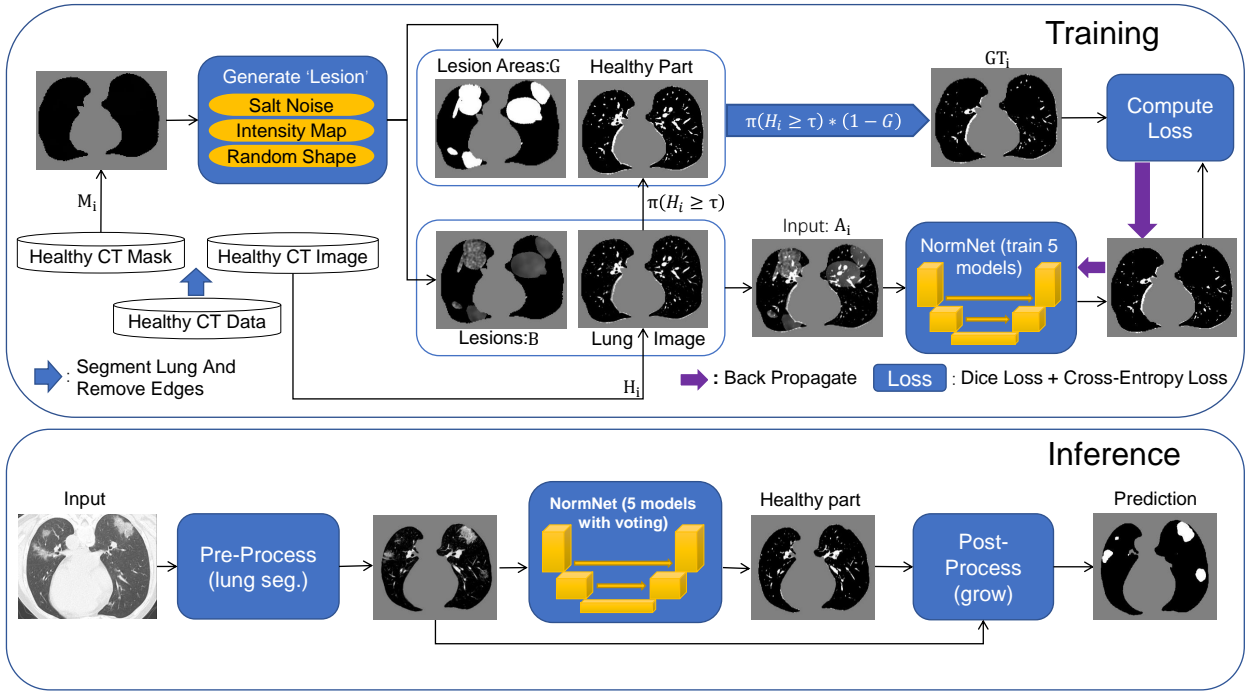 Training
Generate 'Lesion'
Salt Noise
Intensity Map
Random Shape
Lesion Areas:G
Healthy Part
π(Hᵢ ≥ τ) * (1 − G)
GTᵢ
Compute
Loss
Mᵢ
π(Hᵢ ≥ τ)
Healthy CT Mask
Healthy CT Image
Healthy CT Data
Input: Aᵢ
NormNet (train 5
models)
Lesions:B
Lung Image
Hᵢ
: Segment Lung And
Remove Edges
: Back Propagate
Loss : Dice Loss + Cross-Entropy Loss
Inference
Input
Pre-Process
(lung seg.)
NormNet (5 models
with voting)
Healthy part
Post-
Process
(grow)
Prediction